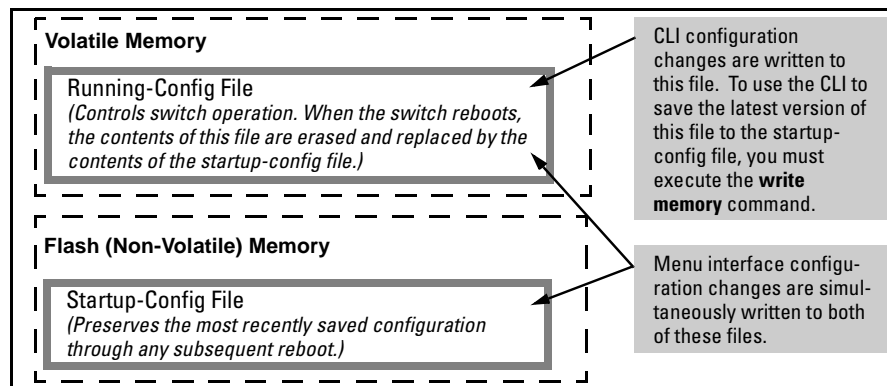 Volatile Memory
Running-Config File
(Controls switch operation. When the switch reboots,
the contents of this file are erased and replaced by the
contents of the startup-config file.)
Flash (Non-Volatile) Memory
Startup-Config File
(Preserves the most recently saved configuration
through any subsequent reboot.)
CLI configuration
changes are written to
this file.  To use the CLI to
save the latest version of
this file to the startup-
config file, you must
execute the write
memory command.
Menu interface configu-
ration changes are simul-
taneously written to both
of these files.